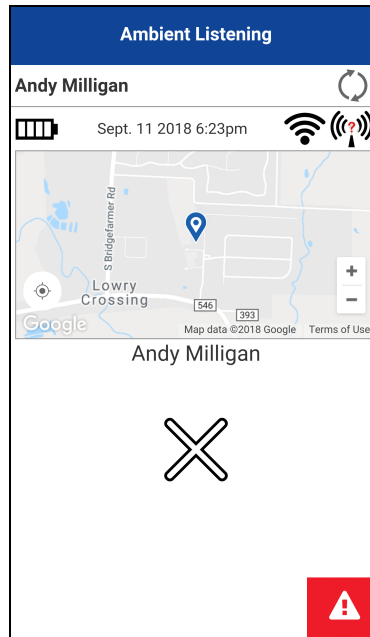 Ambient Listening
Andy Milligan
Sept. 11 2018 6:23pm
?
S Bridgefarmer Rd
Lowry
Crossing
546
393
+
−
Google
Map data ©2018 Google
Terms of Use
Andy Milligan